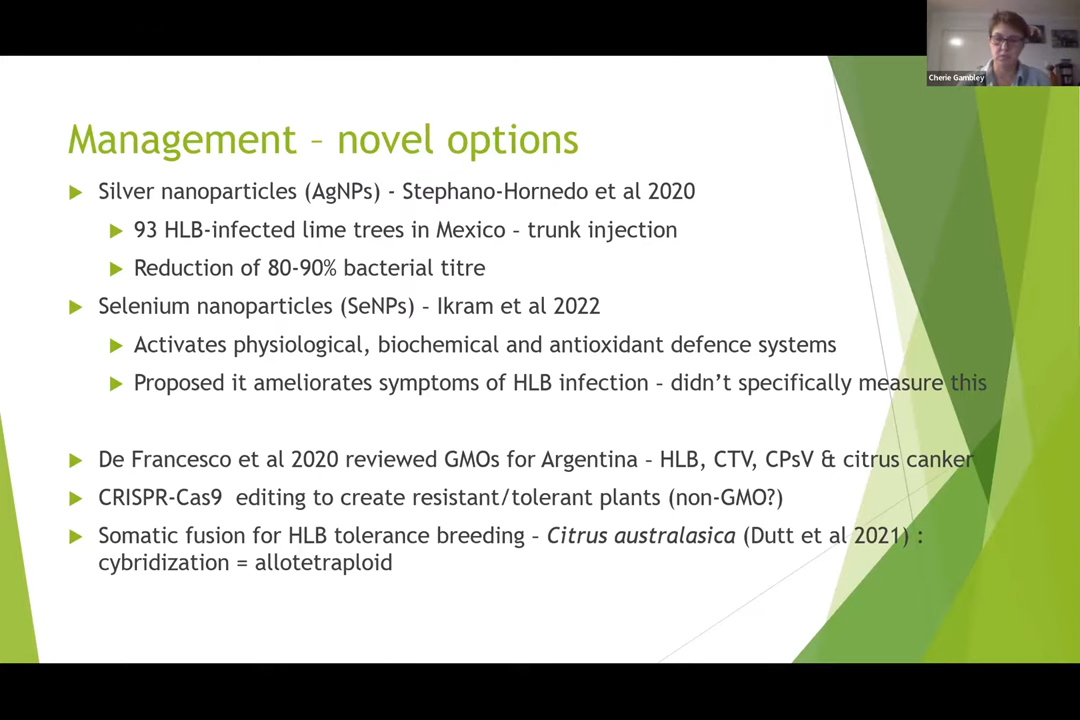 Cherie Gambley
Management – novel options
Silver nanoparticles (AgNPs) - Stephano-Hornedo et al 2020
93 HLB-infected lime trees in Mexico – trunk injection
Reduction of 80-90% bacterial titre
Selenium nanoparticles (SeNPs) – Ikram et al 2022
Activates physiological, biochemical and antioxidant defence systems
Proposed it ameliorates symptoms of HLB infection – didn’t specifically measure this
De Francesco et al 2020 reviewed GMOs for Argentina – HLB, CTV, CPsV & citrus canker
CRISPR-Cas9 editing to create resistant/tolerant plants (non-GMO?)
Somatic fusion for HLB tolerance breeding – Citrus australasica (Dutt et al 2021) :
cybridization = allotetraploid